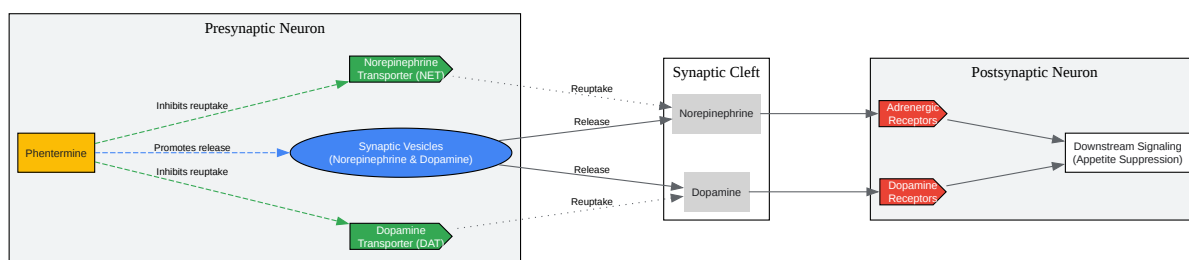 Presynaptic Neuron
Norepinephrine
Transporter (NET)
Inhibits reuptake
Phentermine
Promotes release
Synaptic Vesicles
(Norepinephrine & Dopamine)
Inhibits reuptake
Dopamine
Transporter (DAT)
Reuptake
Release
Release
Reuptake
Synaptic Cleft
Norepinephrine
Dopamine
Postsynaptic Neuron
Adrenergic
Receptors
Dopamine
Receptors
Downstream Signaling
(Appetite Suppression)